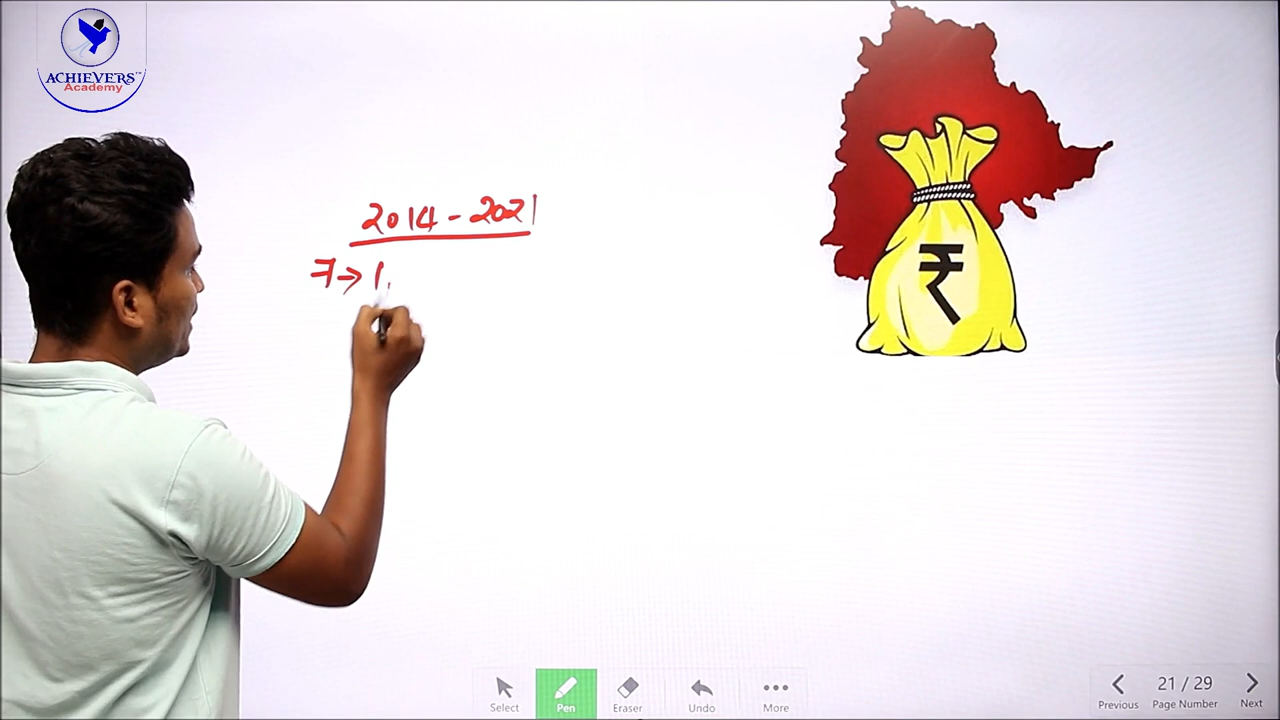 ACHIEVERS
Academy
2014 - 2021
7 → 1,
₹
Select
Pen
Eraser
Undo
More
Previous
21 / 29
Page Number
Next